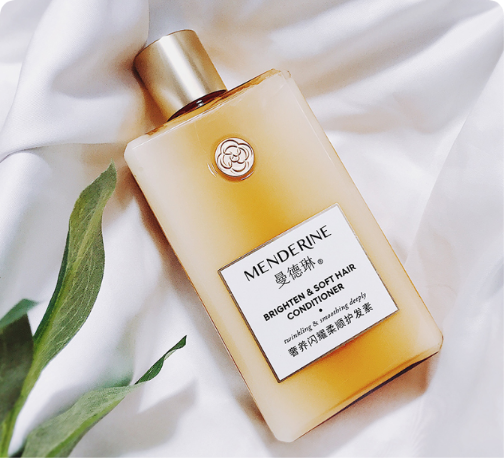 MENDERINE
曼德琳®
BRIGHTEN & SOFT HAIR
CONDITIONER
•
twinkling & smoothing deeply
奢养闪耀柔顺护发素